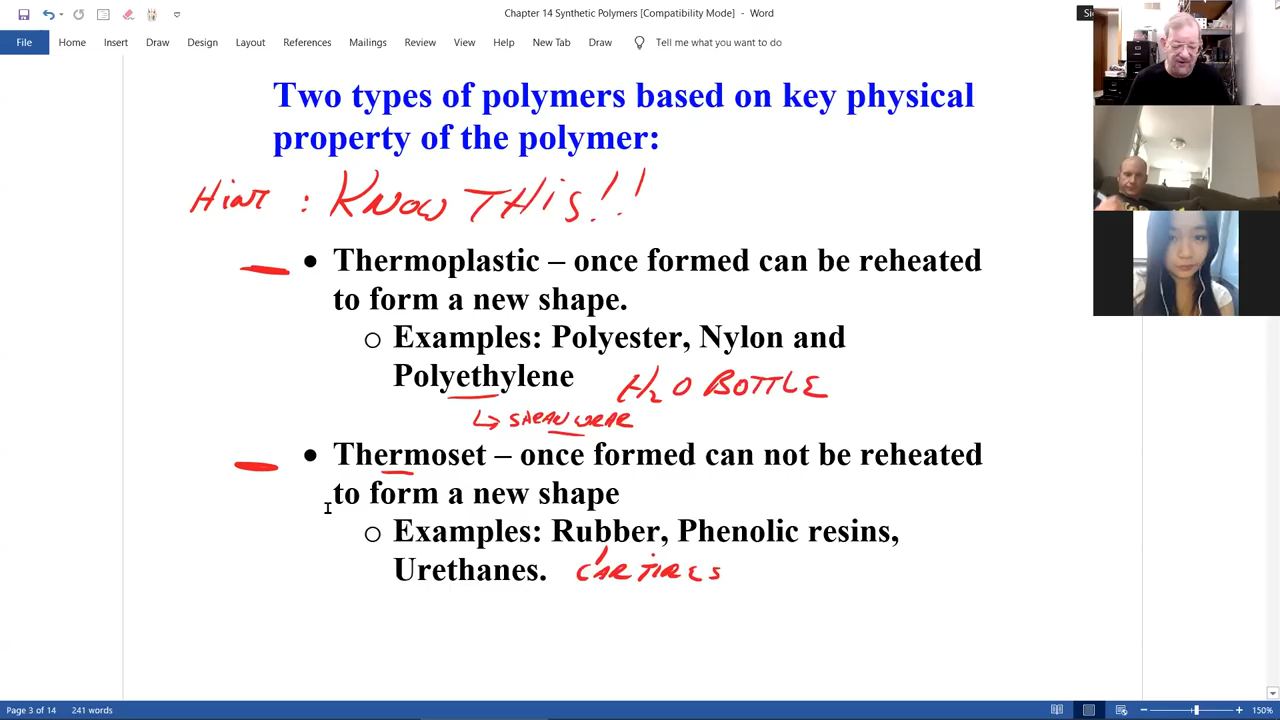 Chapter 14 Synthetic Polymers [Compatibility Mode] - Word
File Home Insert Draw Design Layout References Mailings Review View Help New Tab Draw Tell me what you want to do
Two types of polymers based on key physical
property of the polymer:
Hint : KNOW THIS!!
• Thermoplastic – once formed can be reheated
to form a new shape.
o Examples: Polyester, Nylon and
Polyethylene H2O BOTTLE
↳ SARAN WRAP
• Thermoset – once formed can not be reheated
to form a new shape
o Examples: Rubber, Phenolic resins,
Urethanes. CAR TIRES
Page 3 of 14 241 words 150%